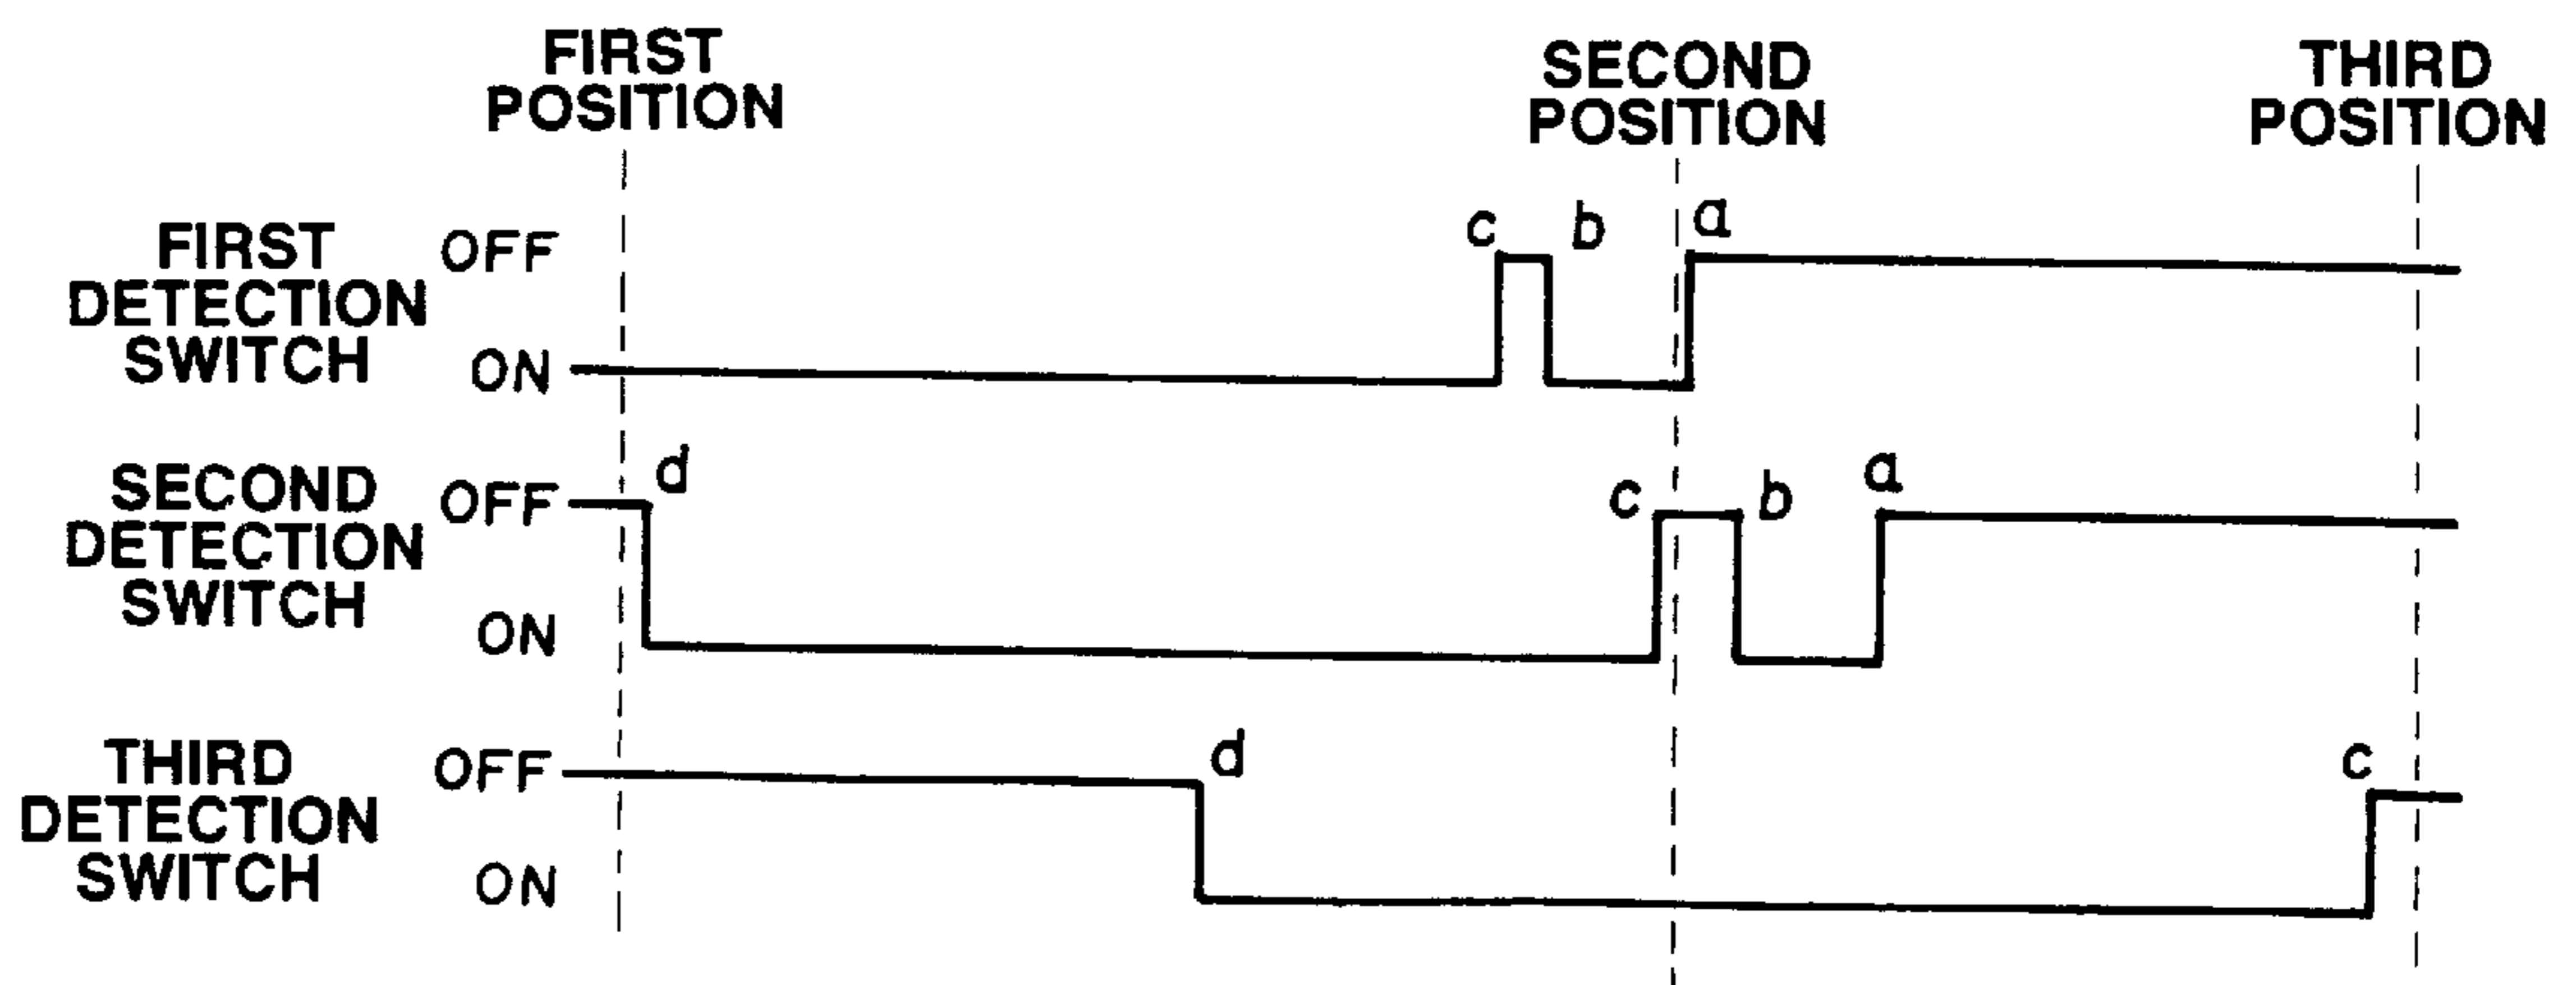 FIRST
POSITION
SECOND
POSITION
THIRD
POSITION
FIRST
DETECTION
SWITCH
OFF
ON
c
b
a
SECOND
DETECTION
SWITCH
OFF
ON
d
c
b
a
THIRD
DETECTION
SWITCH
OFF
ON
d
c